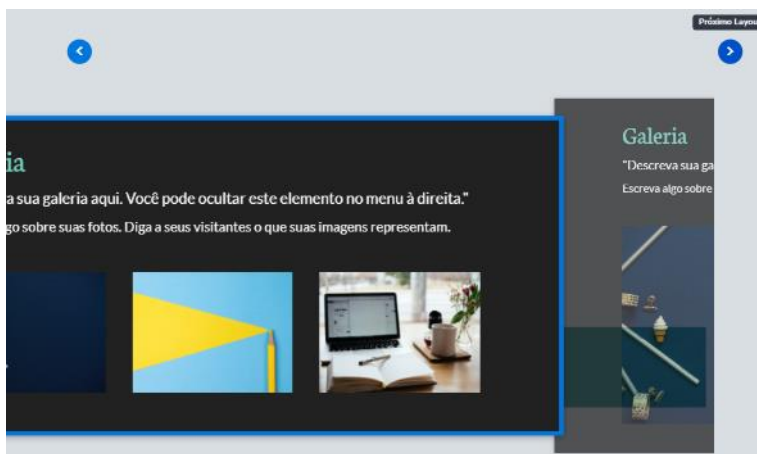 Próximo Layou
ia
a sua galeria aqui. Você pode ocultar este elemento no menu à direita."
go sobre suas fotos. Diga a seus visitantes o que suas imagens representam.
Galeria
"Descreva sua ga
Escreva algo sobre